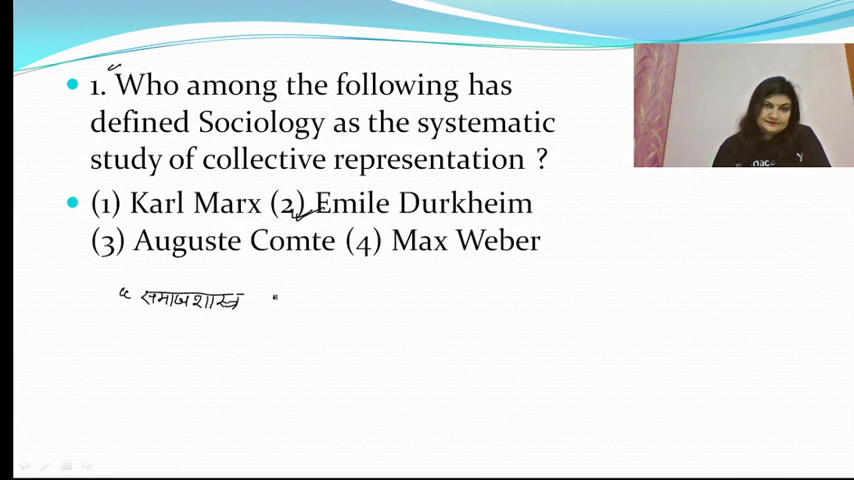 1. Who among the following has
defined Sociology as the systematic
study of collective representation ?
(1) Karl Marx (2) Emile Durkheim
(3) Auguste Comte (4) Max Weber
" समाजशास्त्र